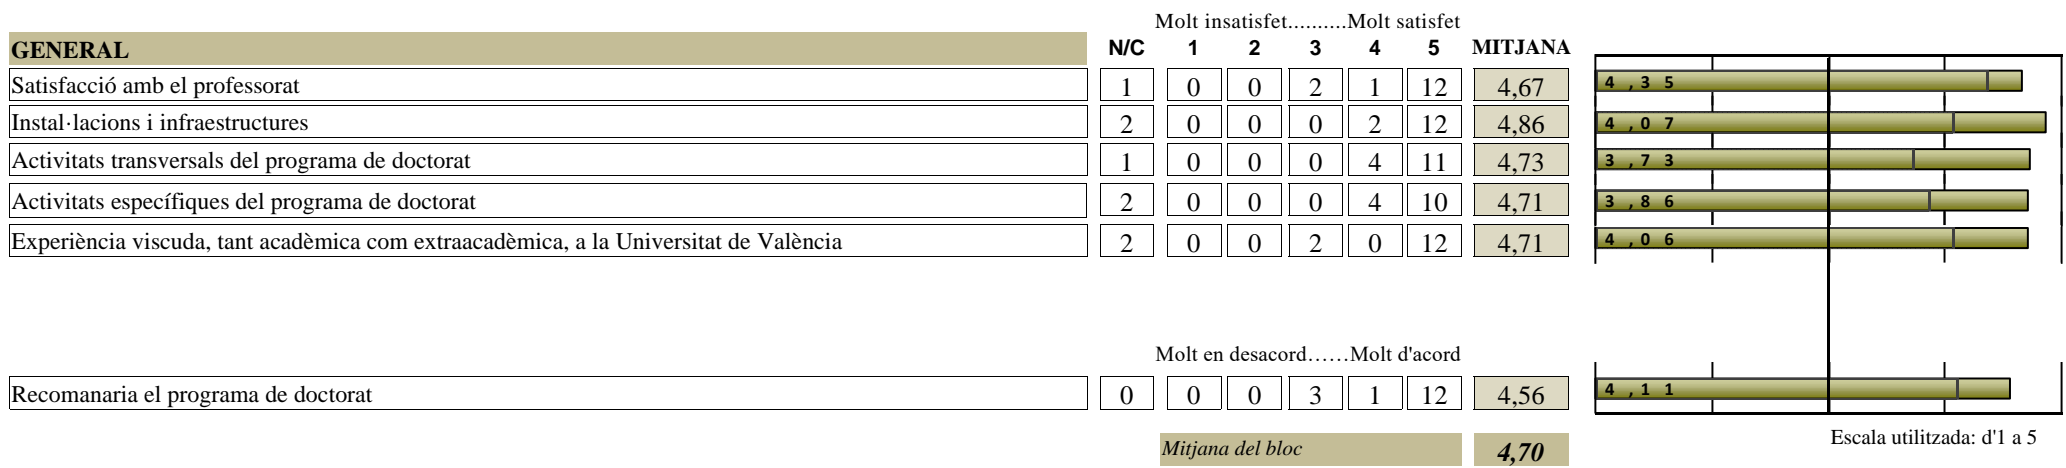 Molt insatisfet..........Molt satisfet
GENERAL N/C 1 2 3 4 5 MITJANA
Satisfacció amb el professorat 1 0 0 2 1 12 4,67 4,35
Instal·lacions i infraestructures 2 0 0 0 2 12 4,86 4,07
Activitats transversals del programa de doctorat 1 0 0 0 4 11 4,73 3,73
Activitats específiques del programa de doctorat 2 0 0 0 4 10 4,71 3,86
Experiència viscuda, tant acadèmica com extraacadèmica, a la Universitat de València 2 0 0 2 0 12 4,71 4,06
Molt en desacord......Molt d'acord
Recomanaria el programa de doctorat 0 0 0 3 1 12 4,56 4,11
Mitjana del bloc 4,70
Escala utilitzada: d'1 a 5